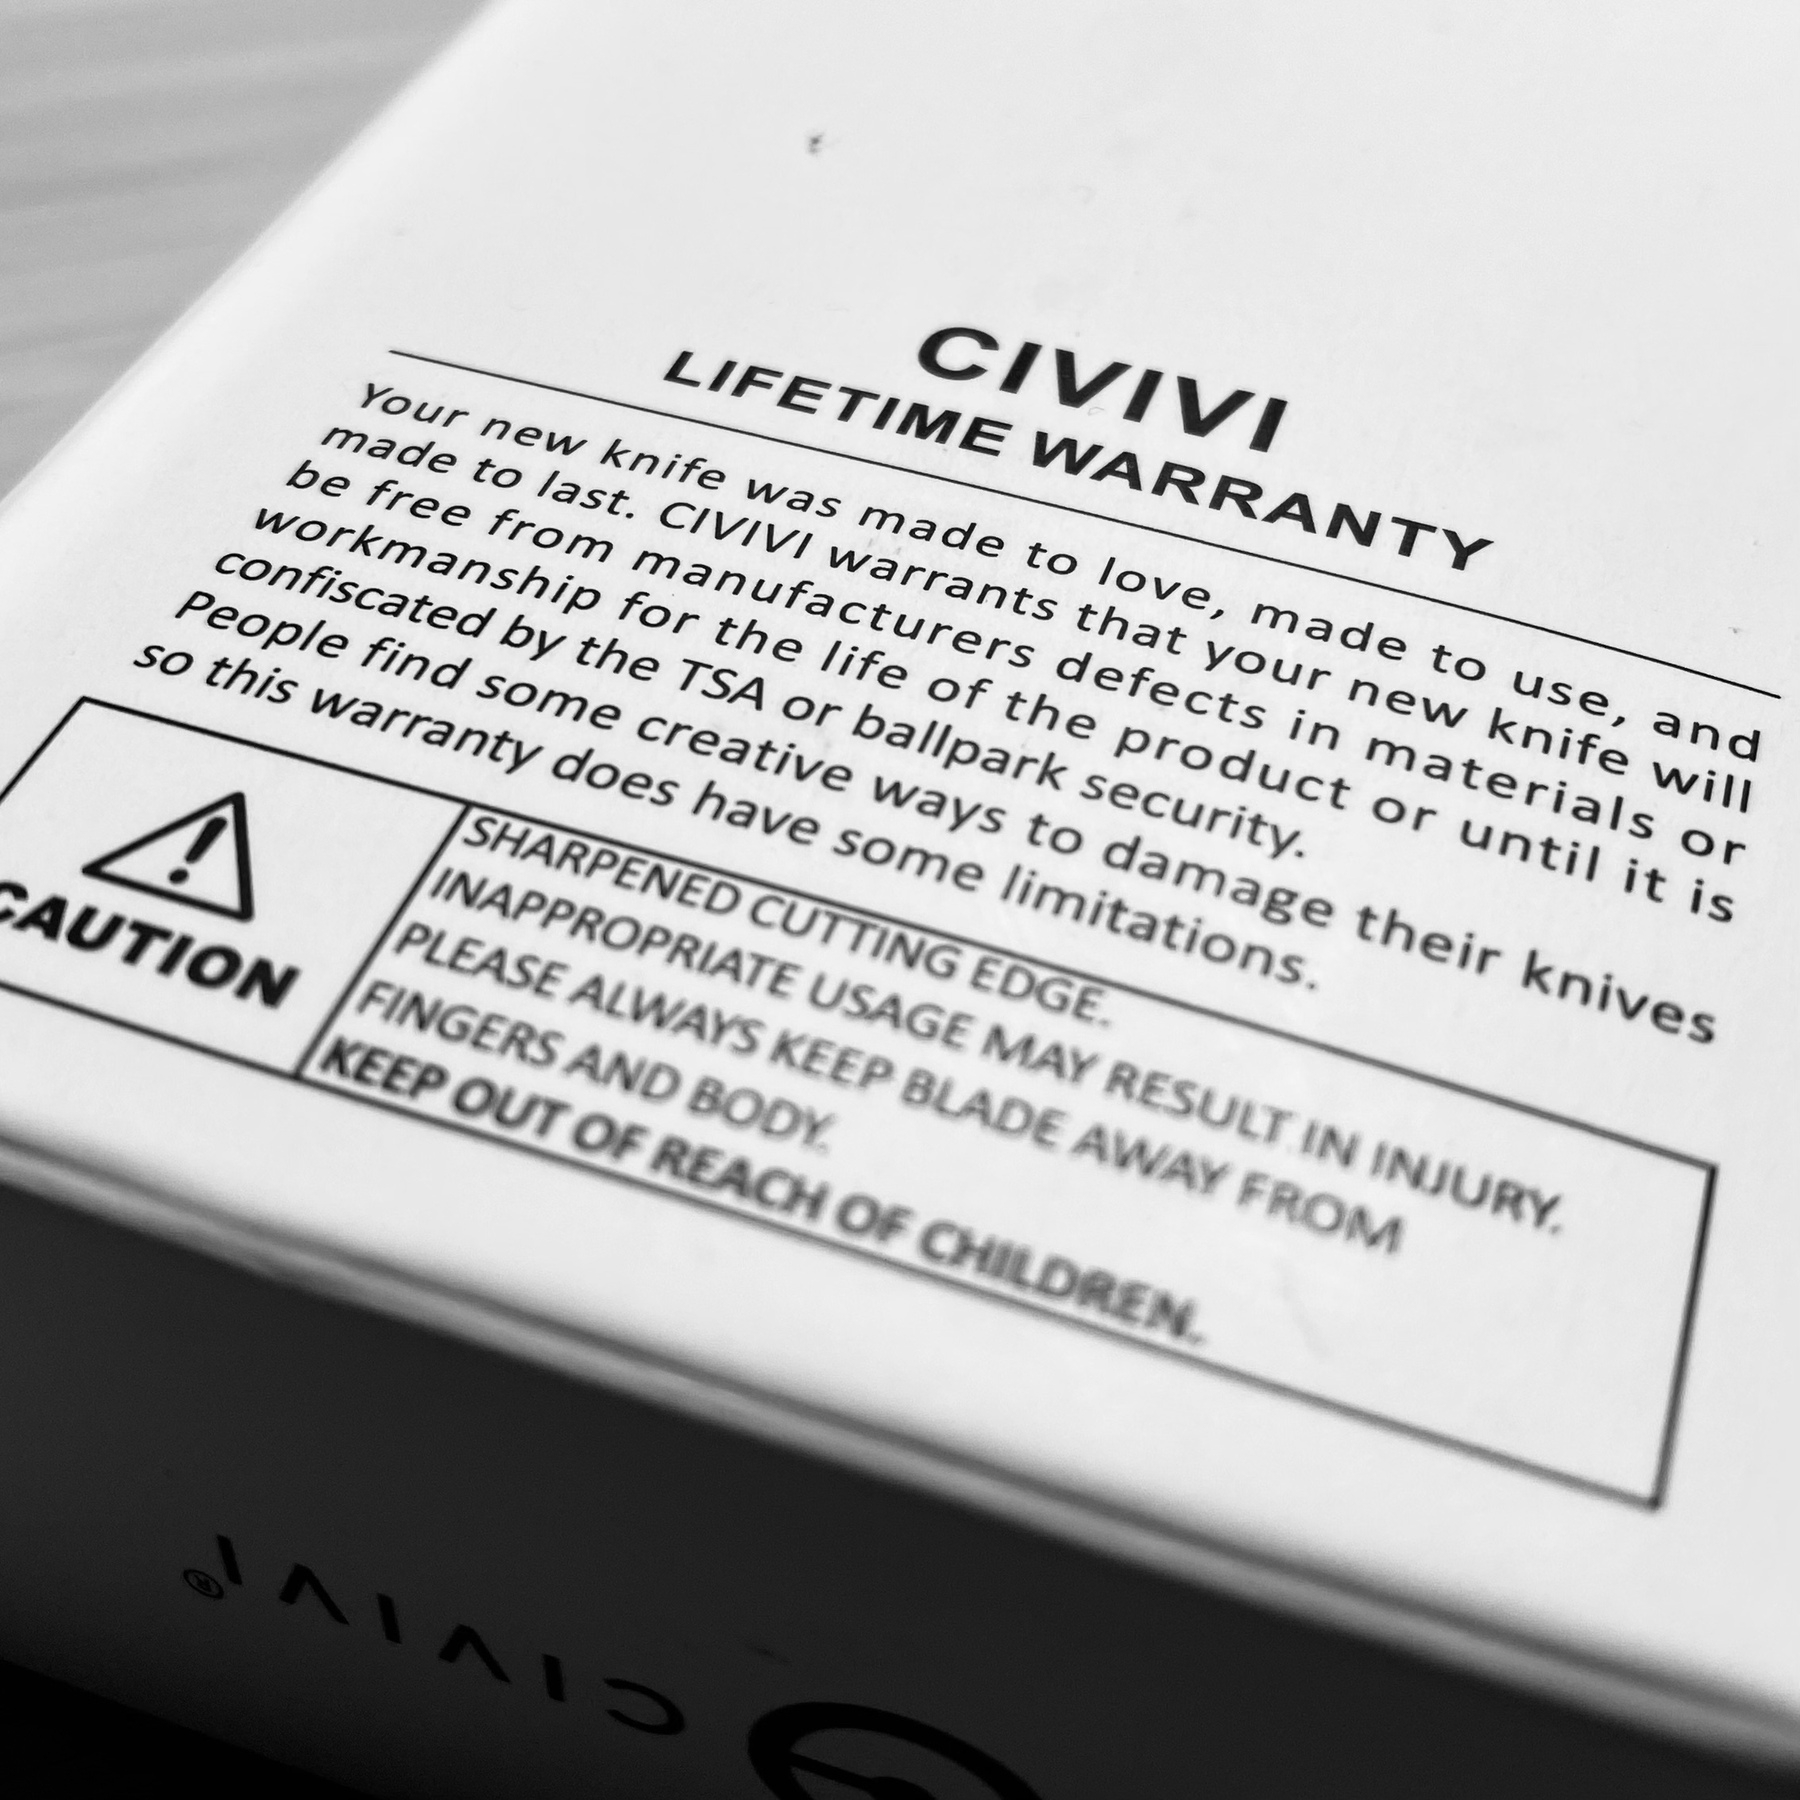 CIVIVI
LIFETIME WARRANTY
Your new knife was made to love, made to use, and
made to last. CIVIVI warrants that your new knife will
be free from manufacturers defects in materials or
workmanship for the life of the product or until it is
confiscated by the TSA or ballpark security.
People find some creative ways to damage their knives
so this warranty does have some limitations.
CAUTION
SHARPENED CUTTING EDGE.
INAPPROPRIATE USAGE MAY RESULT IN INJURY.
PLEASE ALWAYS KEEP BLADE AWAY FROM
FINGERS AND BODY.
KEEP OUT OF REACH OF CHILDREN.
CIVIVI®